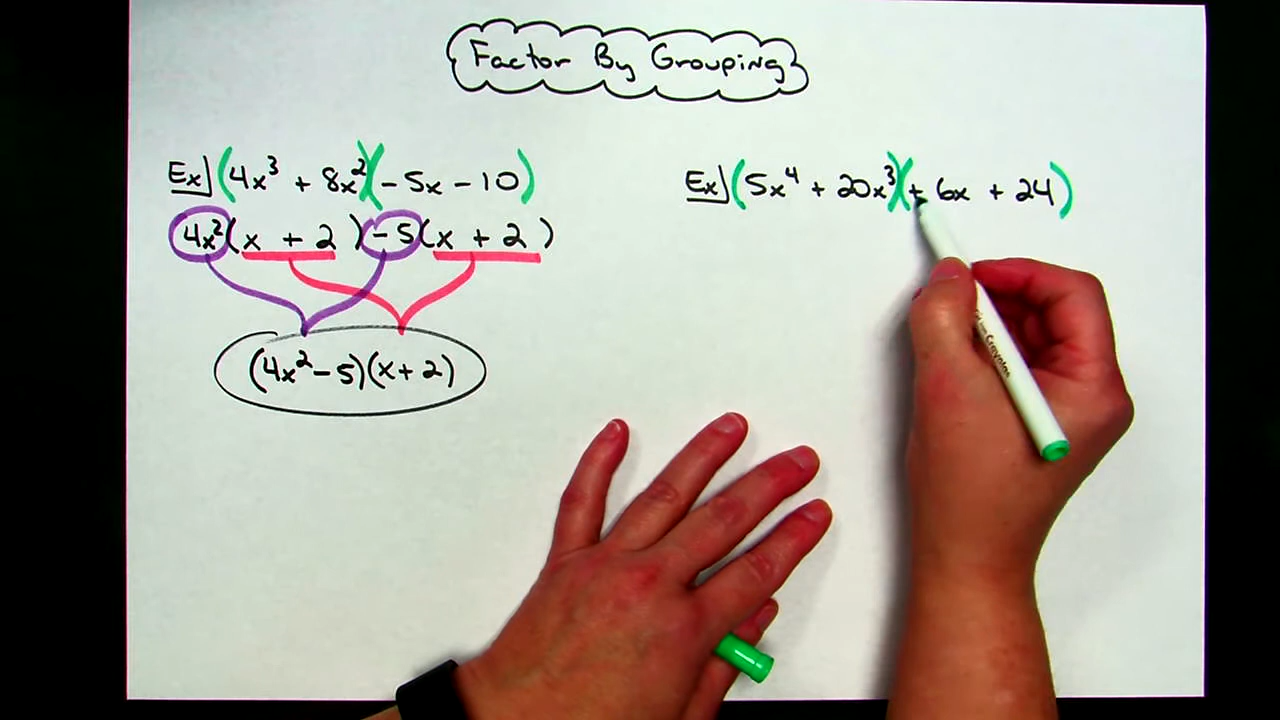 Factor By Grouping
Ex] (4x³ + 8x²)(- 5x - 10)
4x²(x + 2) - 5(x + 2)
(4x² - 5)(x + 2)
Ex] (5x⁴ + 20x³)(+ 6x + 24)
Crayola